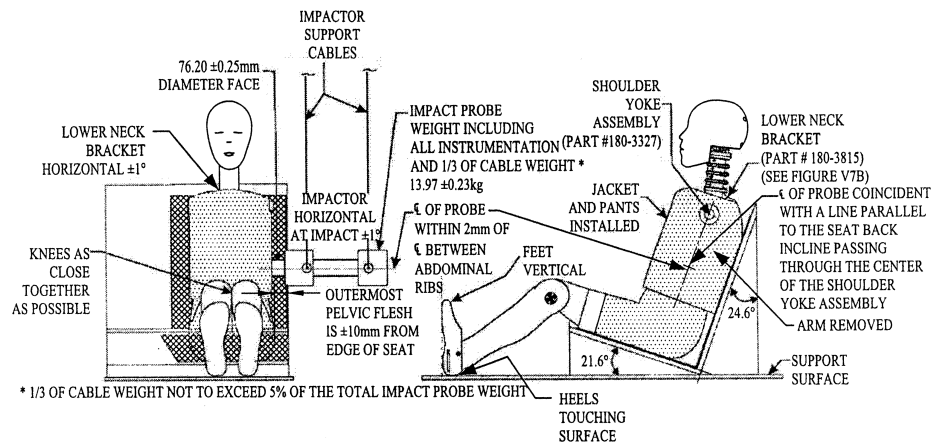 IMPACTOR
SUPPORT
CABLES
76.20 ±0.25mm
DIAMETER FACE
LOWER NECK
BRACKET
HORIZONTAL ±1°
KNEES AS
CLOSE
TOGETHER
AS POSSIBLE
IMPACT PROBE
WEIGHT INCLUDING
ALL INSTRUMENTATION
AND 1/3 OF CABLE WEIGHT *
13.97 ±0.23kg
IMPACTOR
HORIZONTAL
AT IMPACT ±1°
℄ OF PROBE
WITHIN 2mm OF
℄ BETWEEN
ABDOMINAL
RIBS
OUTERMOST
PELVIC FLESH
IS ±10mm FROM
EDGE OF SEAT
FEET
VERTICAL
SHOULDER
YOKE
ASSEMBLY
(PART #180-3327)
LOWER NECK
BRACKET
(PART # 180-3815)
(SEE FIGURE V7B)
JACKET
AND PANTS
INSTALLED
℄ OF PROBE COINCIDENT
WITH A LINE PARALLEL
TO THE SEAT BACK
INCLINE PASSING
THROUGH THE CENTER
OF THE SHOULDER
YOKE ASSEMBLY
24.6°
ARM REMOVED
21.6°
SUPPORT
SURFACE
HEELS
TOUCHING
SURFACE
* 1/3 OF CABLE WEIGHT NOT TO EXCEED 5% OF THE TOTAL IMPACT PROBE WEIGHT